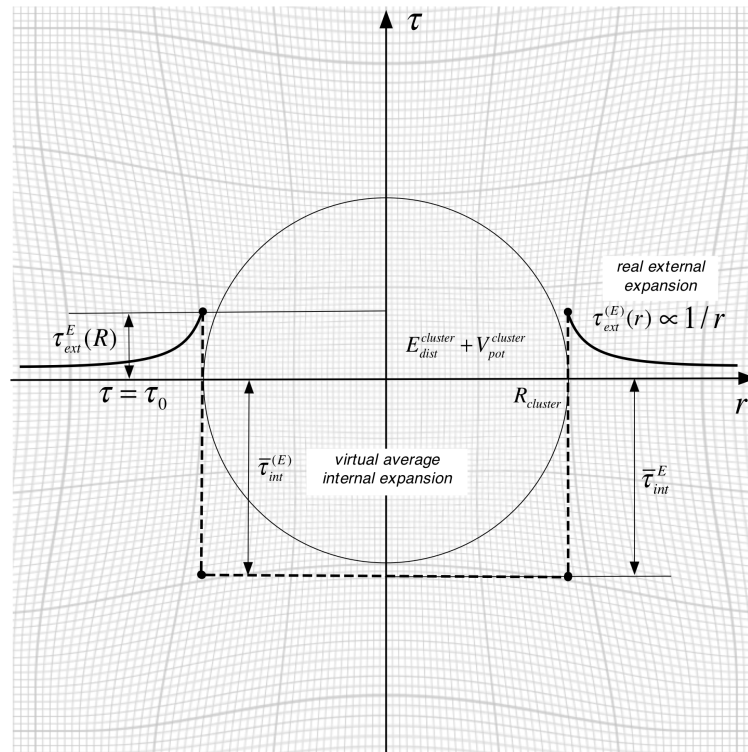 τ
real external
expansion
τ_ext^(E)(r) ∝ 1/r
τ_ext^E(R)
E_dist^cluster + V_pot^cluster
τ = τ_0
R_cluster
r
τ̅_int^(E)
virtual average
internal expansion
τ̅_int^E